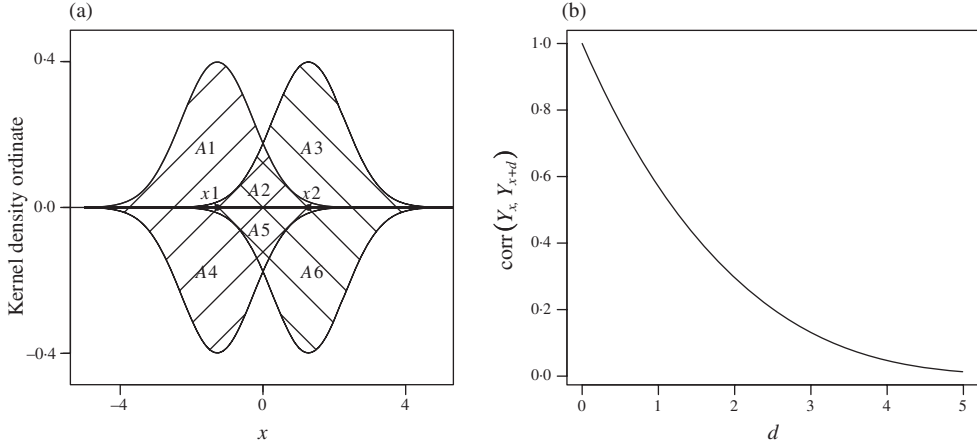 (a)
Kernel density ordinate
0·4
0·0
−0·4
A1
A3
x1
A2
x2
A5
A4
A6
−4
0
4
x
(b)
corr(Yx, Yx+d)
1·0
0·8
0·6
0·4
0·2
0·0
0
1
2
3
4
5
d